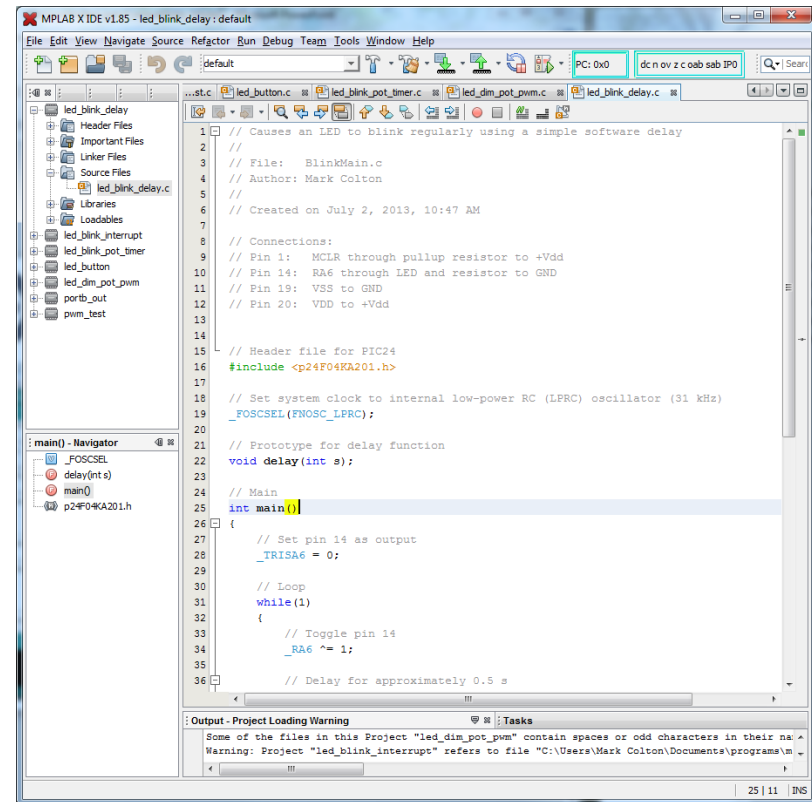 MPLAB X IDE v1.85 - led_blink_delay : default
File Edit View Navigate Source Refactor Run Debug Team Tools Window Help
default
PC: 0x0
dc n ov z c oab sab IP0
...st.c led_button.c led_blink_pot_timer.c led_dim_pot_pwm.c led_blink_delay.c
led_blink_delay
Header Files
Important Files
Linker Files
Source Files
led_blink_delay.c
Libraries
Loadables
led_blink_interrupt
led_blink_pot_timer
led_button
led_dim_pot_pwm
portb_out
pwm_test
main() - Navigator
_FOSCSEL
delay(int s)
main()
p24F04KA201.h
1 // Causes an LED to blink regularly using a simple software delay
2 //
3 // File: BlinkMain.c
4 // Author: Mark Colton
5 //
6 // Created on July 2, 2013, 10:47 AM
7
8 // Connections:
9 // Pin 1: MCLR through pullup resistor to +Vdd
10 // Pin 14: RA6 through LED and resistor to GND
11 // Pin 19: VSS to GND
12 // Pin 20: VDD to +Vdd
13
14
15 // Header file for PIC24
16 #include <p24F04KA201.h>
17
18 // Set system clock to internal low-power RC (LPRC) oscillator (31 kHz)
19 _FOSCSEL(FNOSC_LPRC);
20
21 // Prototype for delay function
22 void delay(int s);
23
24 // Main
25 int main()
26 {
27 // Set pin 14 as output
28 _TRISA6 = 0;
29
30 // Loop
31 while(1)
32 {
33 // Toggle pin 14
34 _RA6 ^= 1;
35
36 // Delay for approximately 0.5 s
Output - Project Loading Warning Tasks
Some of the files in this Project "led_dim_pot_pwm" contain spaces or odd characters in their
Warning: Project "led_blink_interrupt" refers to file "C:\Users\Mark Colton\Documents\programs\m
25 | 11 INS